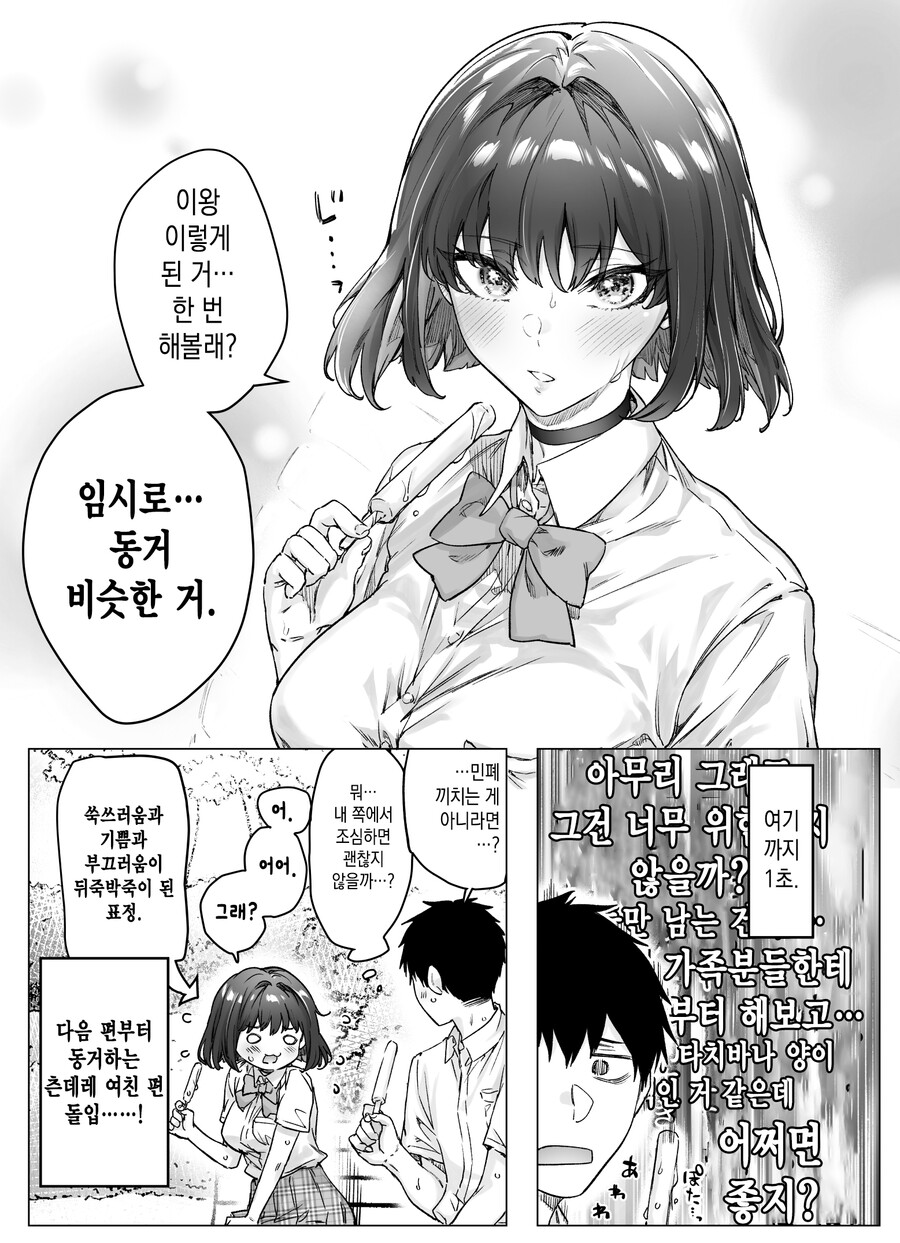 이왕
이렇게
된 거…
한 번
해볼래?
임시로…
동거
비슷한 거.
じ
…
여기
까지
1초.
아무리
그건 너무
않을까?
남는
가족분들한테
부터 해보고…
타치바나 양이
인 거 같은데
어쩌면
좋지?
あ
わ
わ
ぽた…
…민폐
끼치는 게
아니라면
…?
뭐…
내 쪽에서
조심하면
괜찮지
않을까…?
어.
어어.
그래?
쑥쓰러움과
기쁨과
부끄러움이
뒤죽박죽이 된
표정.
다음 편부터
동거하는
츤데레 여친 편
돌입……!